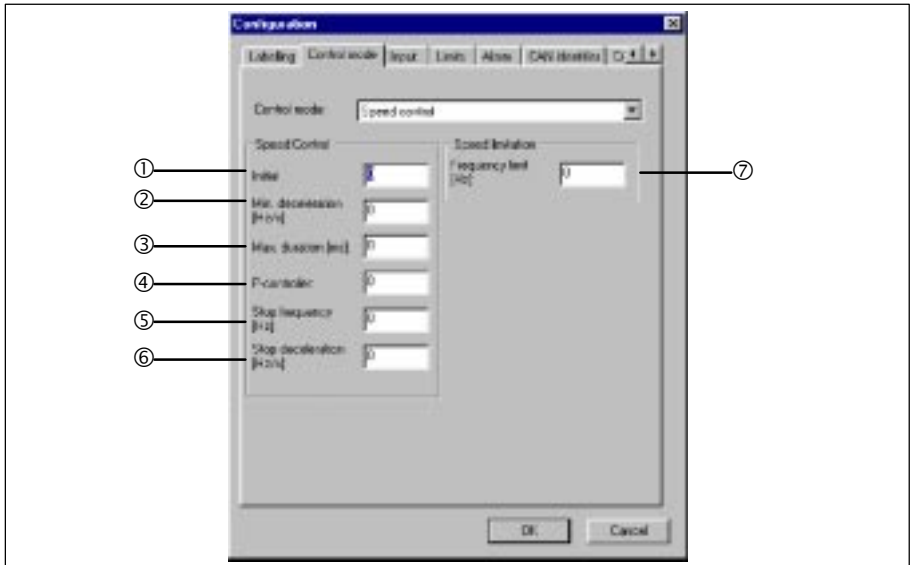 Configuration
Labeling Control mode Input Limits Alarm CAN identifier
Control mode: Speed control
Speed Control
Speed limitation
① Initial
Frequency limit [Hz] 0 ⑦
② Min. deceleration [Hz/s] 0
③ Max. duration [ms] 0
④ P-controller: 0
⑤ Stop frequency [Hz] 0
⑥ Stop deceleration [Hz/s] 0
OK Cancel